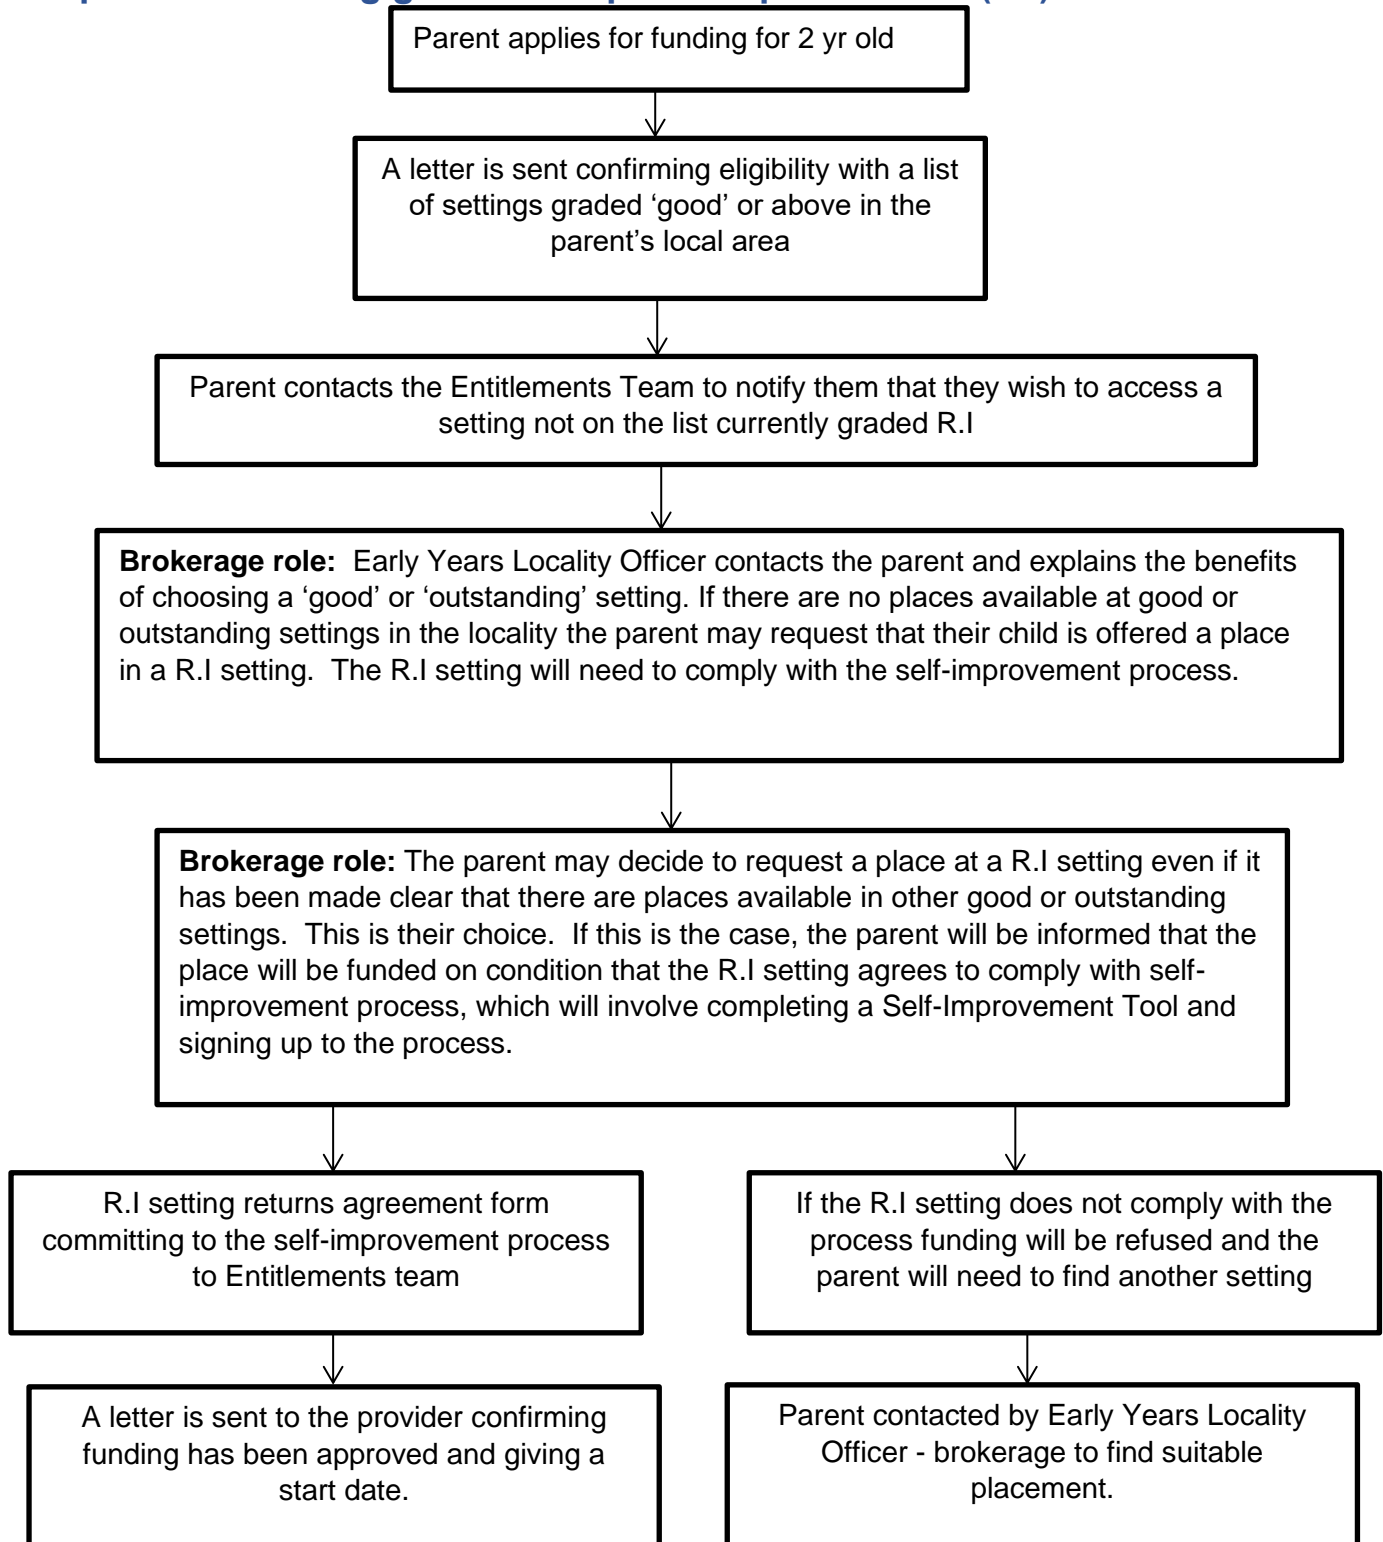 Parent applies for funding for 2 yr old
A letter is sent confirming eligibility with a list
of settings graded ‘good’ or above in the
parent’s local area
Parent contacts the Entitlements Team to notify them that they wish to access a
setting not on the list currently graded R.I
Brokerage role:  Early Years Locality Officer contacts the parent and explains the benefits
of choosing a ‘good’ or ‘outstanding’ setting. If there are no places available at good or
outstanding settings in the locality the parent may request that their child is offered a place
in a R.I setting.  The R.I setting will need to comply with the self-improvement process.
Brokerage role: The parent may decide to request a place at a R.I setting even if it
has been made clear that there are places available in other good or outstanding
settings.  This is their choice.  If this is the case, the parent will be informed that the
place will be funded on condition that the R.I setting agrees to comply with self-
improvement process, which will involve completing a Self-Improvement Tool and
signing up to the process.
R.I setting returns agreement form
committing to the self-improvement process
to Entitlements team
If the R.I setting does not comply with the
process funding will be refused and the
parent will need to find another setting
A letter is sent to the provider confirming
funding has been approved and giving a
start date.
Parent contacted by Early Years Locality
Officer - brokerage to find suitable
placement.